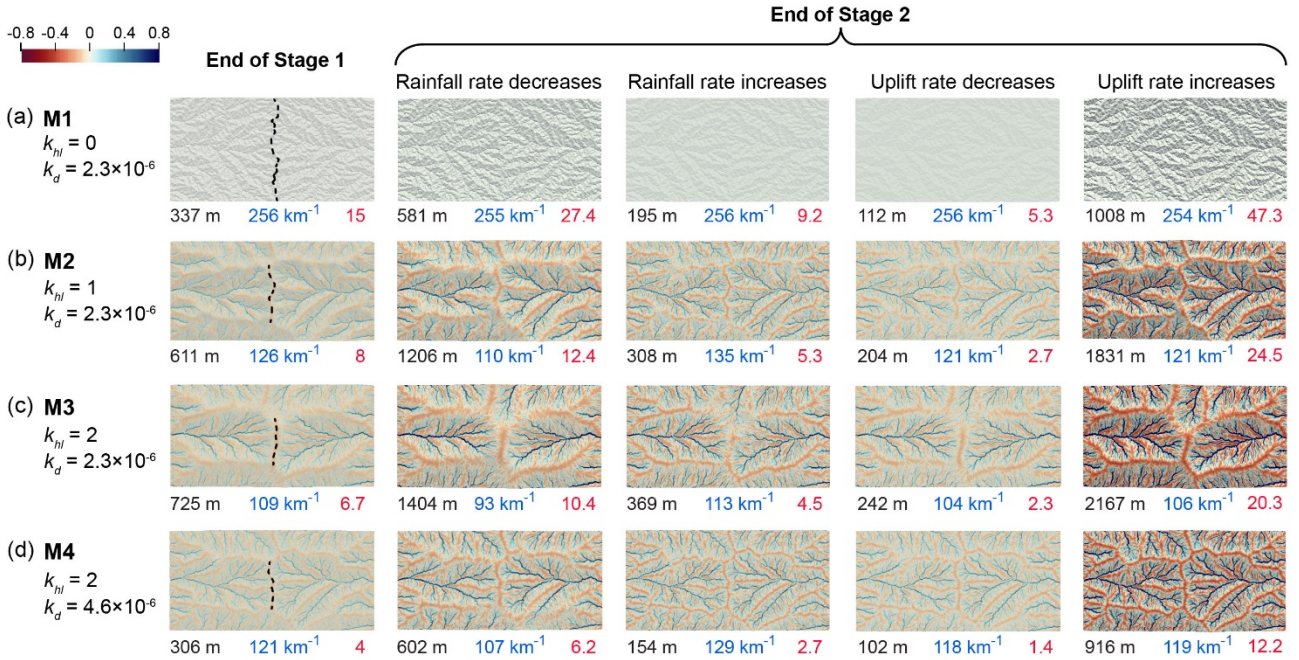 End of Stage 2
-0.8 -0.4 0 0.4 0.8
End of Stage 1
Rainfall rate decreases Rainfall rate increases Uplift rate decreases Uplift rate increases
(a) M1
k_hl = 0
k_d = 2.3×10⁻⁶
337 m 256 km⁻¹ 15 581 m 255 km⁻¹ 27.4 195 m 256 km⁻¹ 9.2 112 m 256 km⁻¹ 5.3 1008 m 254 km⁻¹ 47.3
(b) M2
k_hl = 1
k_d = 2.3×10⁻⁶
611 m 126 km⁻¹ 8 1206 m 110 km⁻¹ 12.4 308 m 135 km⁻¹ 5.3 204 m 121 km⁻¹ 2.7 1831 m 121 km⁻¹ 24.5
(c) M3
k_hl = 2
k_d = 2.3×10⁻⁶
725 m 109 km⁻¹ 6.7 1404 m 93 km⁻¹ 10.4 369 m 113 km⁻¹ 4.5 242 m 104 km⁻¹ 2.3 2167 m 106 km⁻¹ 20.3
(d) M4
k_hl = 2
k_d = 4.6×10⁻⁶
306 m 121 km⁻¹ 4 602 m 107 km⁻¹ 6.2 154 m 129 km⁻¹ 2.7 102 m 118 km⁻¹ 1.4 916 m 119 km⁻¹ 12.2